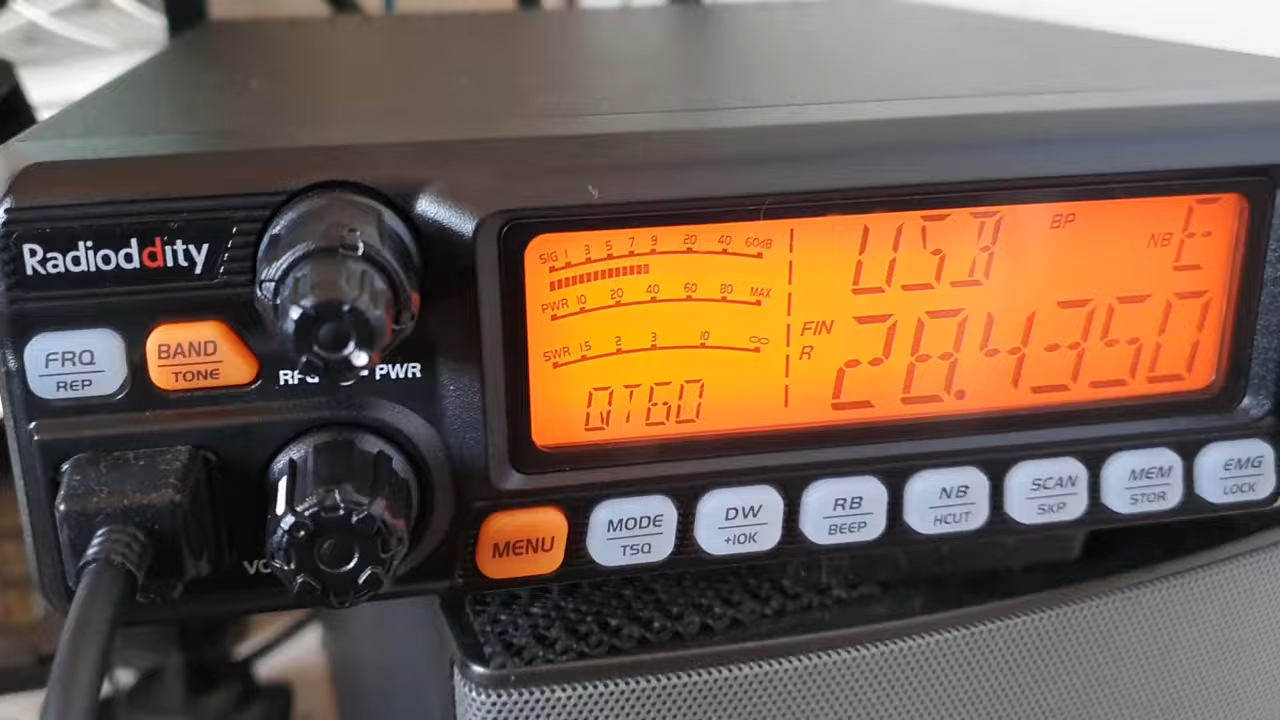 Radioddity
FRQ
REP
BAND
TONE
PWR
SIG 1 3 5 7 9 20 40 60dB
PWR 10 20 40 60 80 MAX
SWR 1.5 2 3 10 ∞
QT60
USB
BP
NB
E
FIN
R
28.4350
MENU
MODE
TSQ
DW
+10K
RB
BEEP
NB
HCUT
SCAN
SKP
MEM
STOR
EMG
LOCK